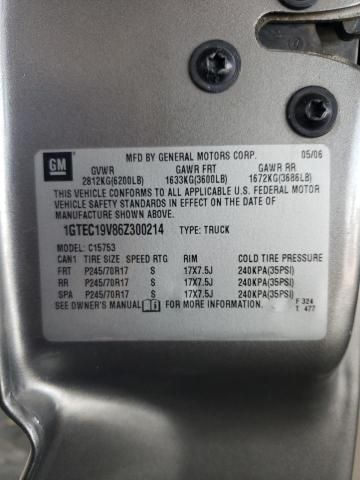 GM MFD BY GENERAL MOTORS CORP. 05/06
GVWR GAWR FRT GAWR RR
2812KG(6200LB) 1633KG(3600LB) 1672KG(3686LB)
THIS VEHICLE CONFORMS TO ALL APPLICABLE U.S. FEDERAL MOTOR
VEHICLE SAFETY STANDARDS IN EFFECT ON THE DATE OF
MANUFACTURE SHOWN ABOVE.
1GTEC19V86Z300214 TYPE: TRUCK
MODEL: C15753
CAN1 TIRE SIZE SPEED RTG RIM COLD TIRE PRESSURE
FRT P245/70R17 S 17X7.5J 240KPA(35PSI)
RR P245/70R17 S 17X7.5J 240KPA(35PSI)
SPA P245/70R17 S 17X7.5J 240KPA(35PSI)
SEE OWNER'S MANUAL F 324
T 477